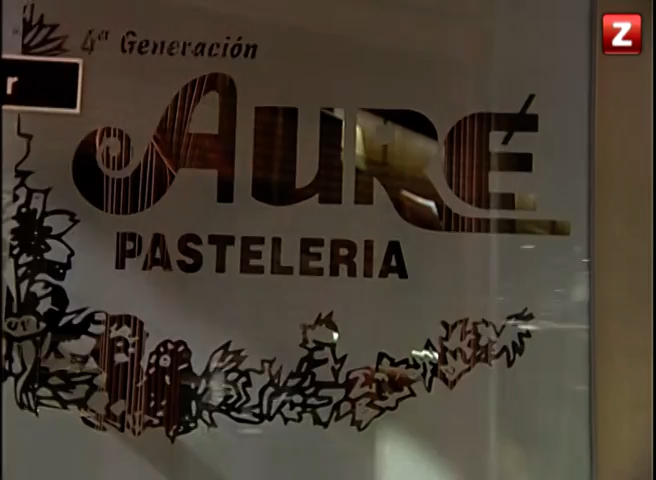 4ª Generación
r
AURÉ
PASTELERIA
Z